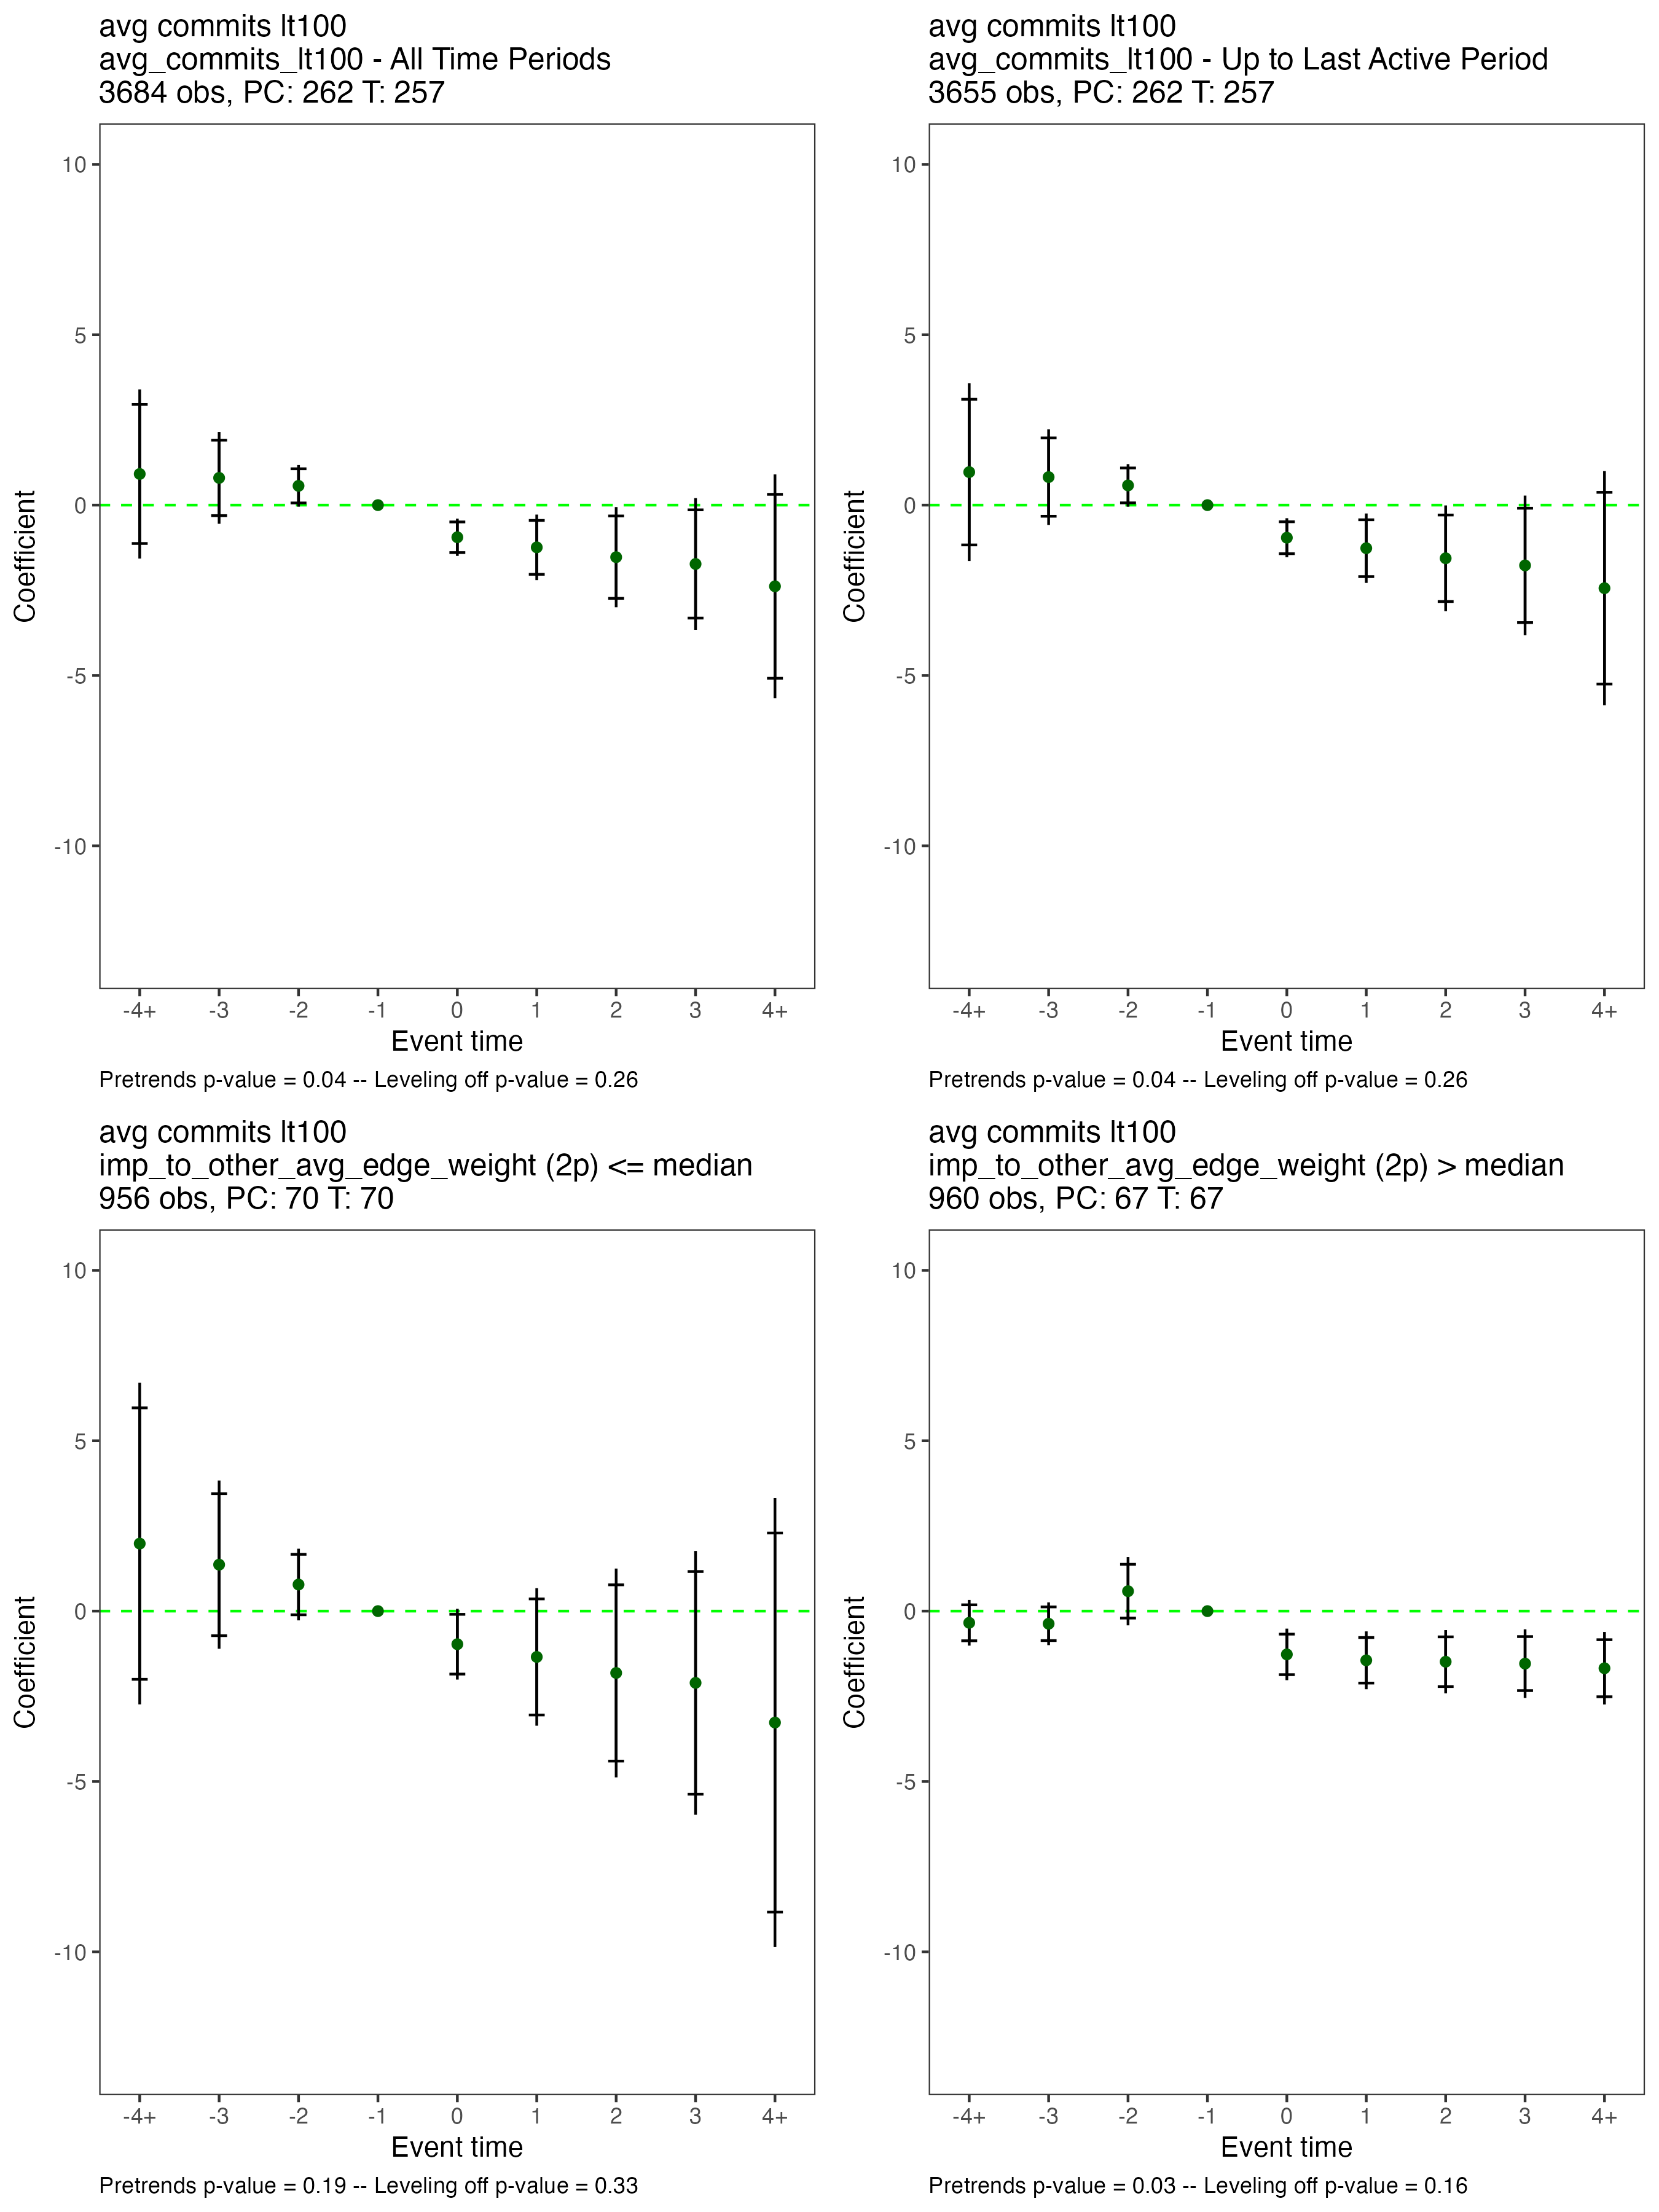 avg commits lt100
avg_commits_lt100 - All Time Periods
3684 obs, PC: 262 T: 257
10
5
0
-5
-10
Coefficient
-4+ -3 -2 -1 0 1 2 3 4+
Event time
Pretrends p-value = 0.04 -- Leveling off p-value = 0.26
avg commits lt100
avg_commits_lt100 - Up to Last Active Period
3655 obs, PC: 262 T: 257
10
5
0
-5
-10
Coefficient
-4+ -3 -2 -1 0 1 2 3 4+
Event time
Pretrends p-value = 0.04 -- Leveling off p-value = 0.26
avg commits lt100
imp_to_other_avg_edge_weight (2p) <= median
956 obs, PC: 70 T: 70
10
5
0
-5
-10
Coefficient
-4+ -3 -2 -1 0 1 2 3 4+
Event time
Pretrends p-value = 0.19 -- Leveling off p-value = 0.33
avg commits lt100
imp_to_other_avg_edge_weight (2p) > median
960 obs, PC: 67 T: 67
10
5
0
-5
-10
Coefficient
-4+ -3 -2 -1 0 1 2 3 4+
Event time
Pretrends p-value = 0.03 -- Leveling off p-value = 0.16